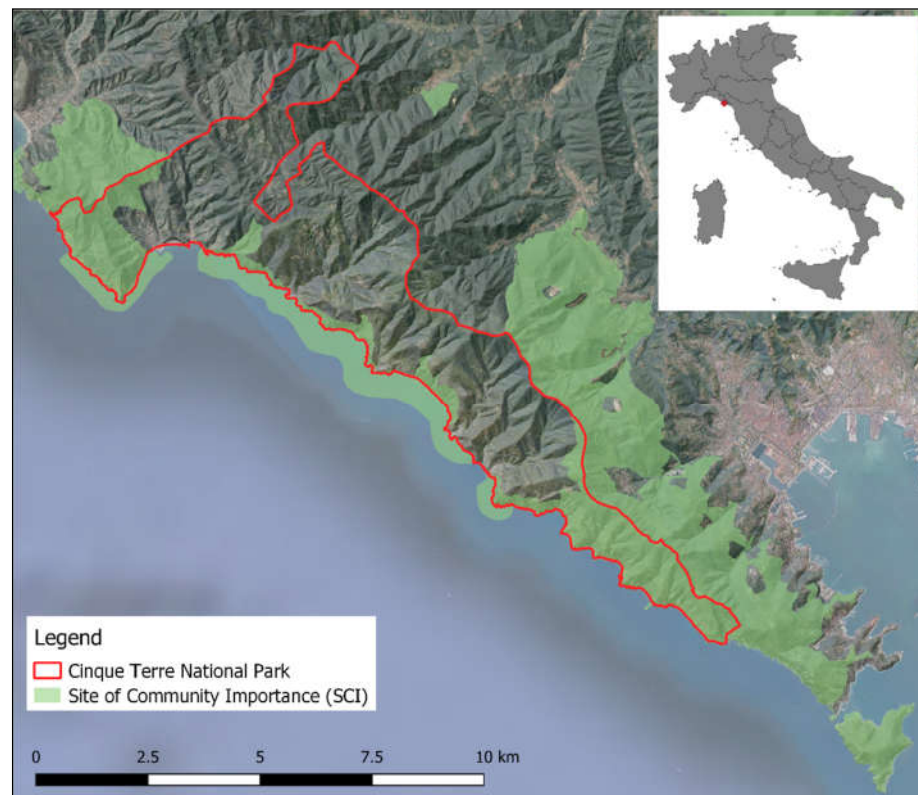 Legend
Cinque Terre National Park
Site of Community Importance (SCI)
0 2.5 5 7.5 10 km